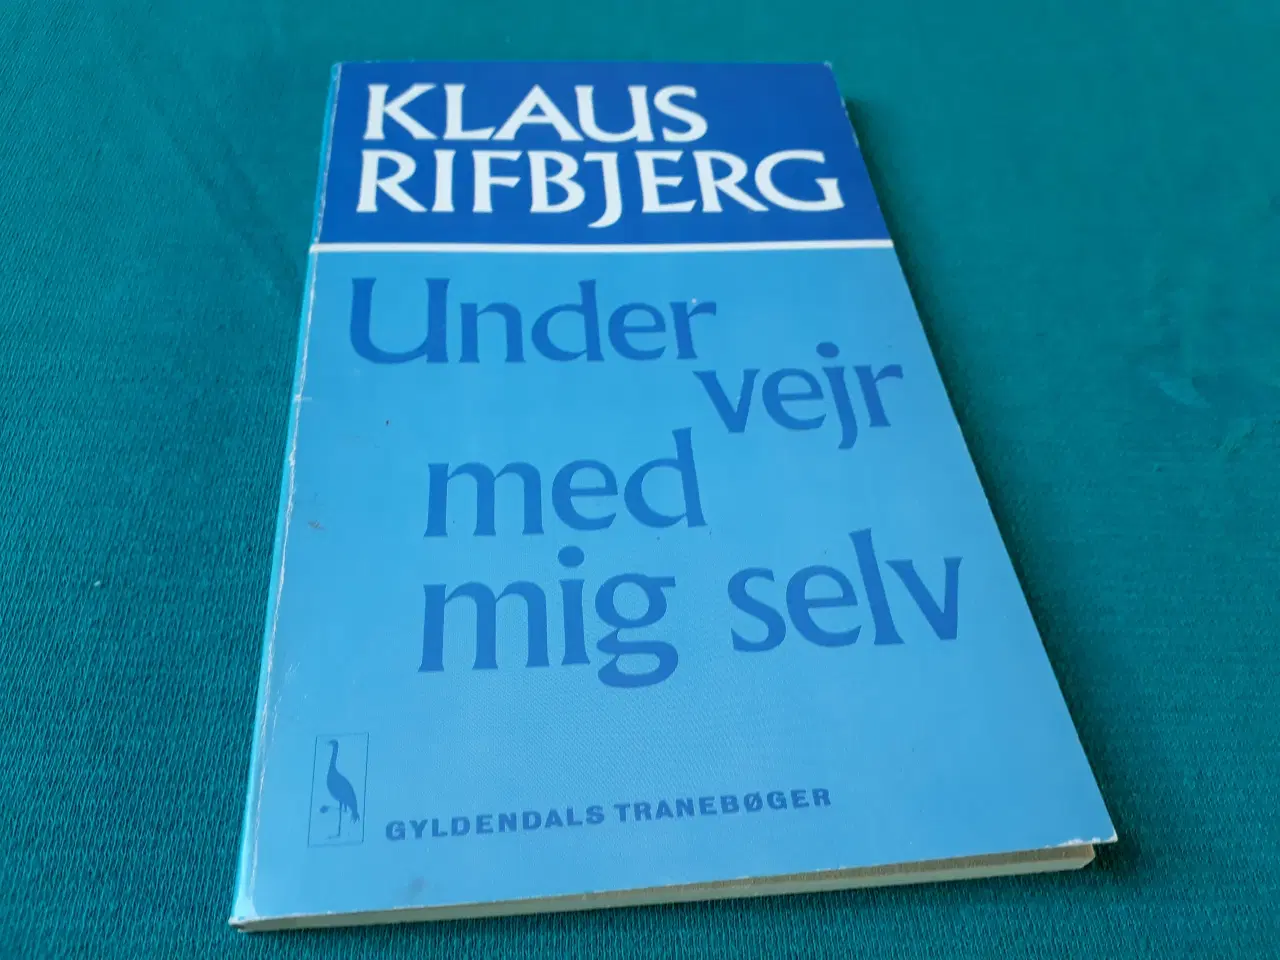 KLAUS
RIFBJERG
Under
vejr
med
mig selv
GYLDENDALS TRANEBØGER